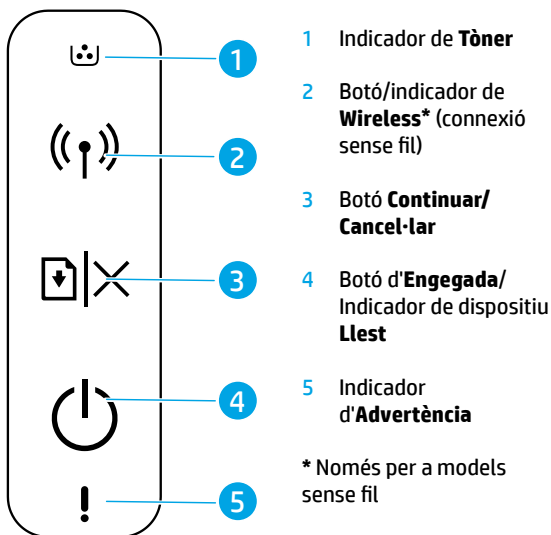 1 Indicador de Tòner
2 Botó/indicador de
Wireless* (connexió
sense fil)
3 Botó Continuar/
Cancel·lar
4 Botó d'Engegada/
Indicador de dispositiu
Llest
5 Indicador
d'Advertència
* Només per a models
sense fil
1
2
3
4
5